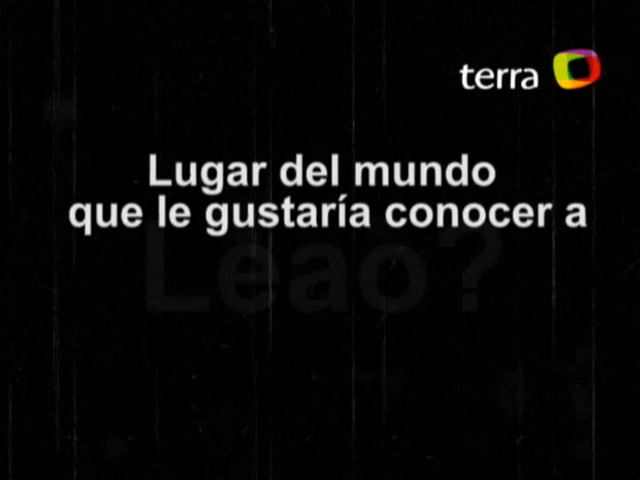 terra
Lugar del mundo
que le gustaría conocer a
Leao?